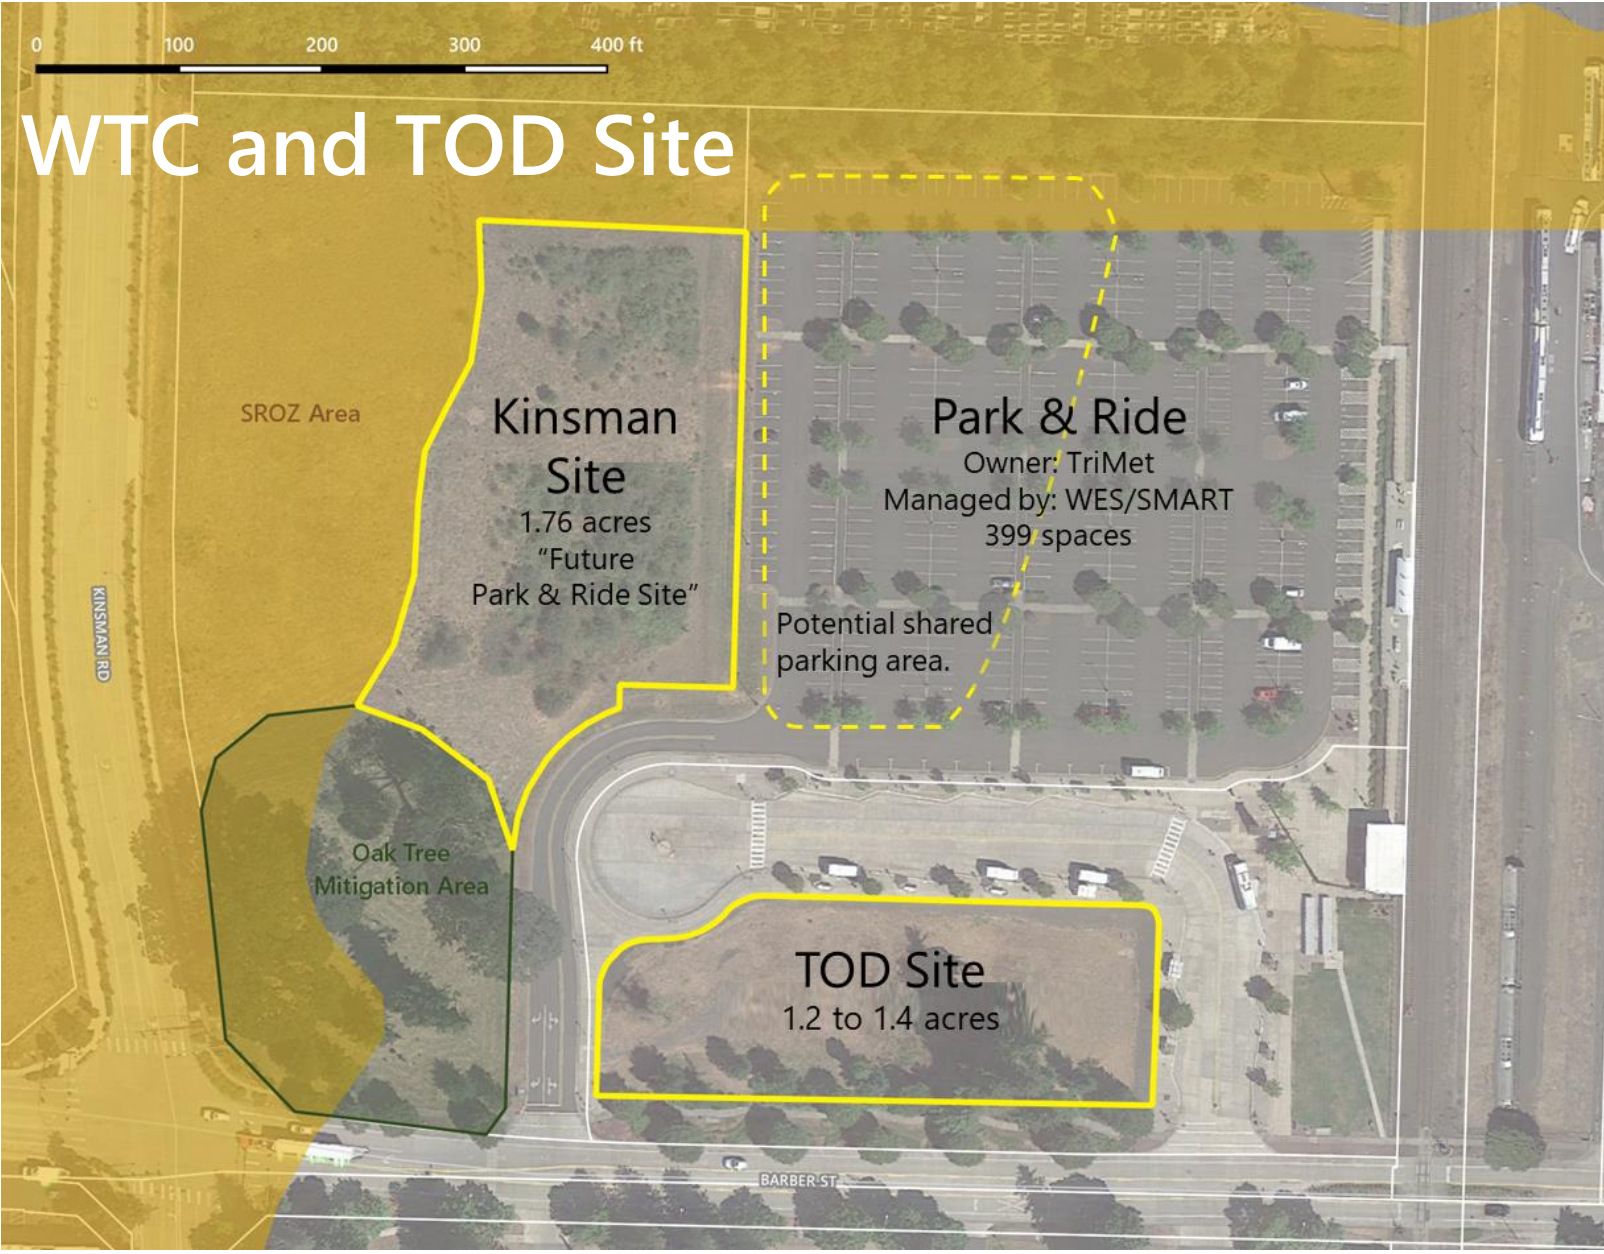 0 100 200 300 400 ft
WTC and TOD Site
SROZ Area
Kinsman
Site
1.76 acres
“Future
Park & Ride Site”
Park & Ride
Owner: TriMet
Managed by: WES/SMART
399 spaces
Potential shared
parking area.
KINSMAN RD
Oak Tree
Mitigation Area
TOD Site
1.2 to 1.4 acres
BARBER ST